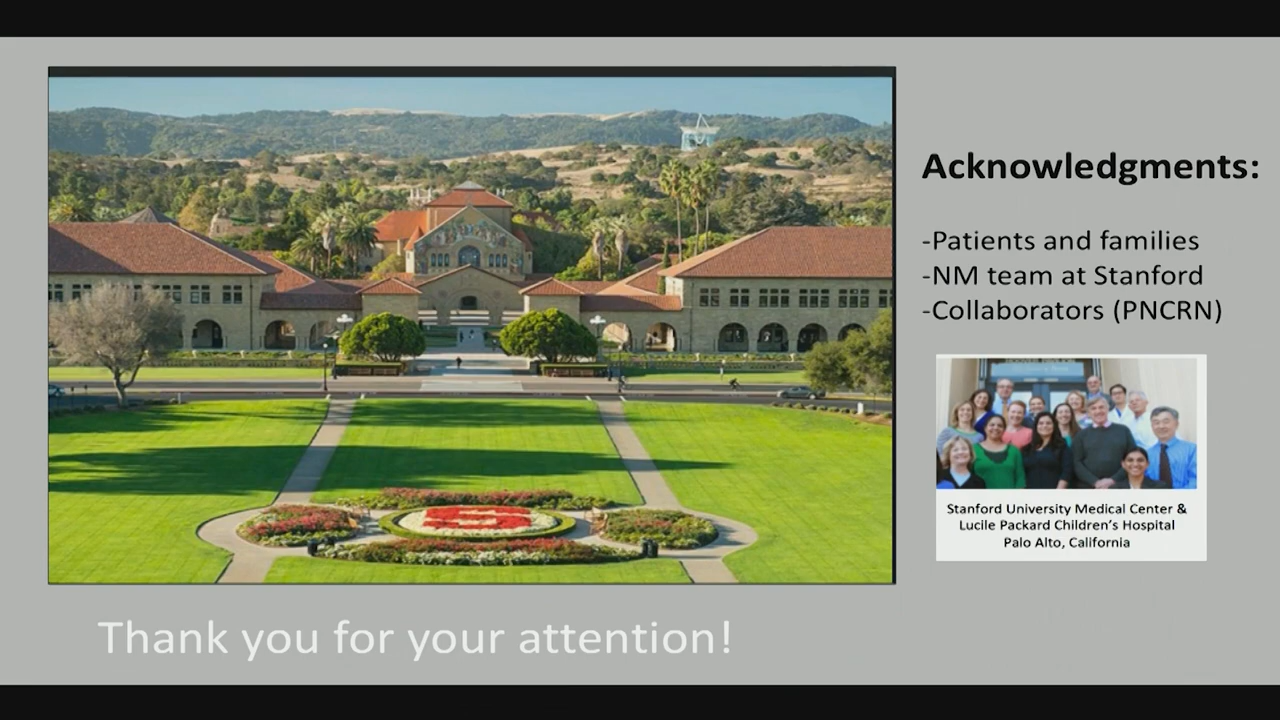 Acknowledgments:
-Patients and families
-NM team at Stanford
-Collaborators (PNCRN)
S
Stanford University Medical Center &
Lucile Packard Children's Hospital
Palo Alto, California
Thank you for your attention!